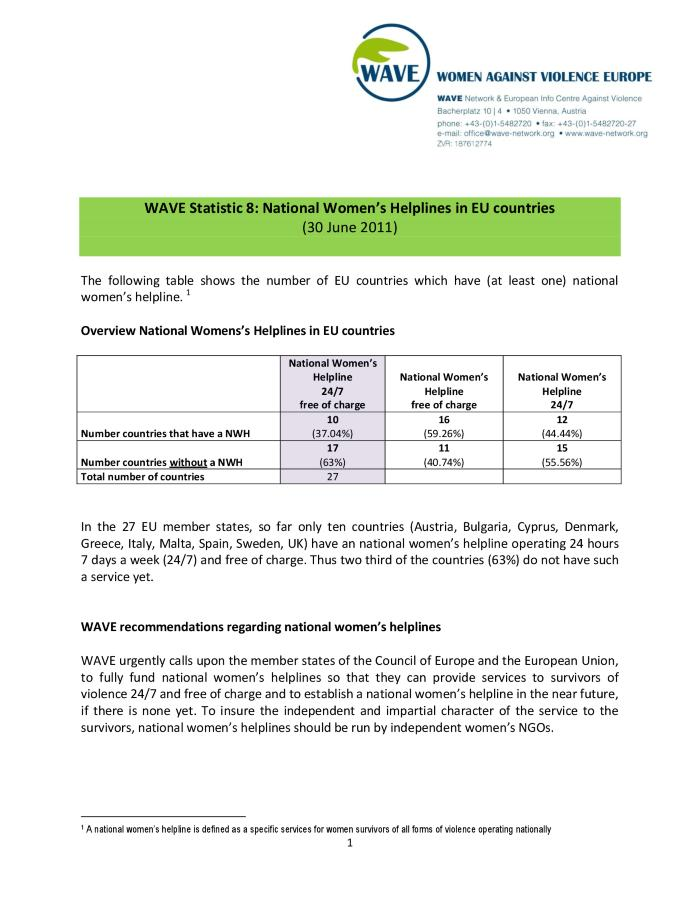 WAVE
WOMEN AGAINST VIOLENCE EUROPE
WAVE Network & European Info Centre Against Violence
Bacherplatz 10 | 4 • 1050 Vienna, Austria
phone: +43-(0)1-5482720 • fax: +43-(0)1-5482720-27
e-mail: office@wave-network.org • www.wave-network.org
ZVR: 187612774
WAVE Statistic 8: National Women's Helplines in EU countries
(30 June 2011)
The following table shows the number of EU countries which have (at least one) national
women's helpline. 1
Overview National Womens's Helplines in EU countries
National Women's
Helpline
24/7
free of charge
National Women's
Helpline
free of charge
National Women's
Helpline
24/7
Number countries that have a NWH
10
(37.04%)
16
(59.26%)
12
(44.44%)
Number countries without a NWH
17
(63%)
11
(40.74%)
15
(55.56%)
Total number of countries
27
In the 27 EU member states, so far only ten countries (Austria, Bulgaria, Cyprus, Denmark,
Greece, Italy, Malta, Spain, Sweden, UK) have an national women's helpline operating 24 hours
7 days a week (24/7) and free of charge. Thus two third of the countries (63%) do not have such
a service yet.
WAVE recommendations regarding national women's helplines
WAVE urgently calls upon the member states of the Council of Europe and the European Union,
to fully fund national women's helplines so that they can provide services to survivors of
violence 24/7 and free of charge and to establish a national women's helpline in the near future,
if there is none yet. To insure the independent and impartial character of the service to the
survivors, national women's helplines should be run by independent women's NGOs.
1 A national women's helpline is defined as a specific services for women survivors of all forms of violence operating nationally
1